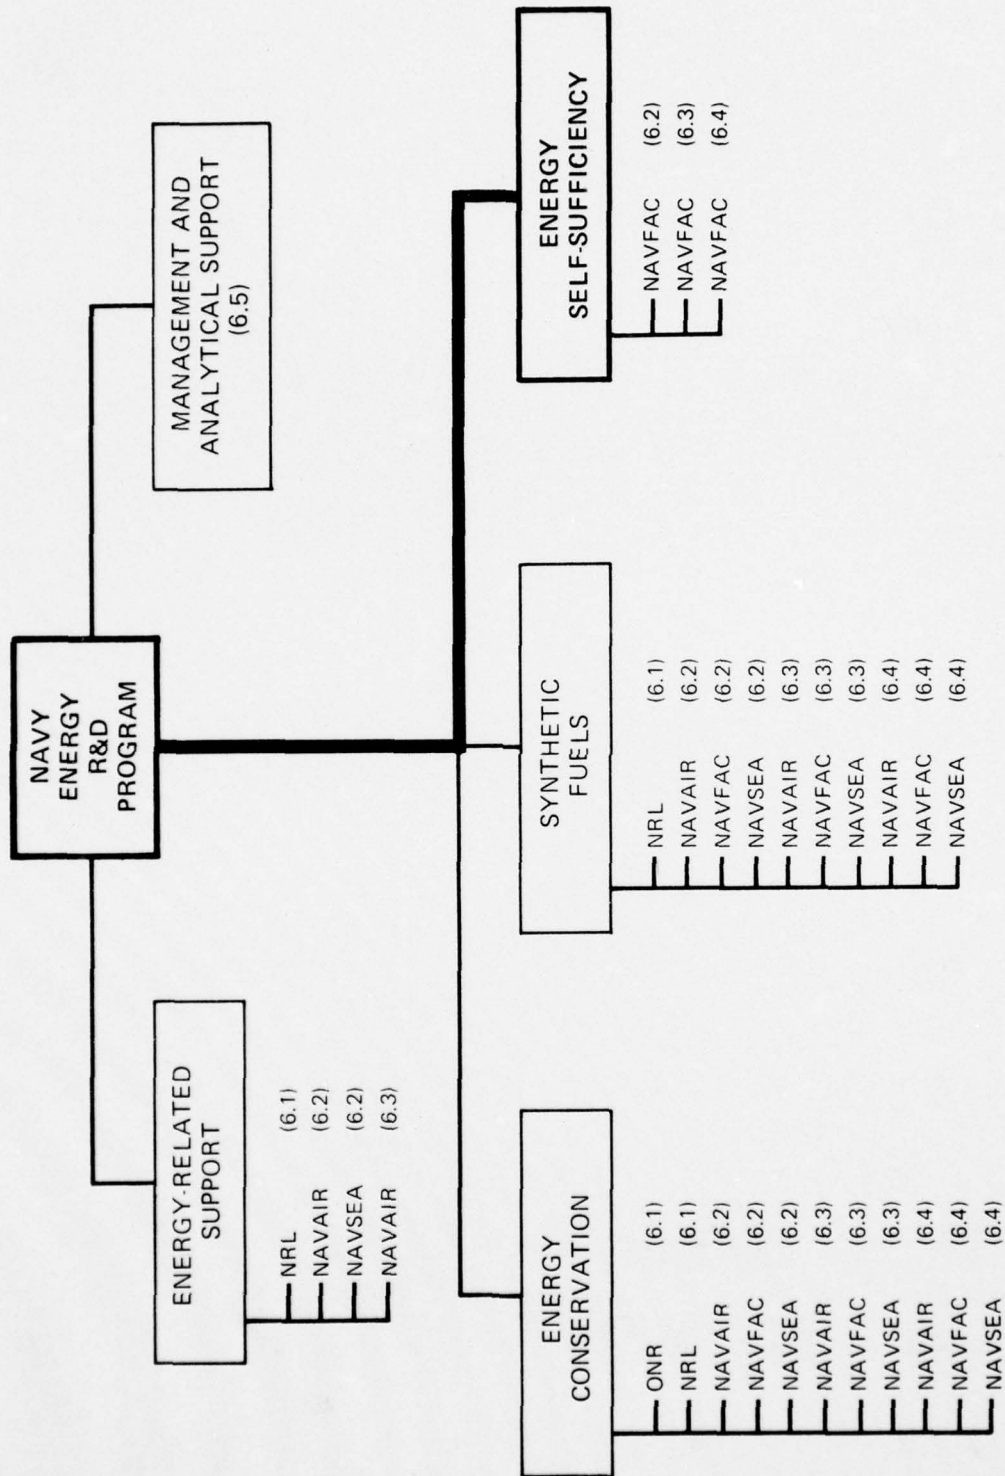 NAVY
ENERGY
R&D
PROGRAM
ENERGY-RELATED
SUPPORT
NRL (6.1)
NAVAIR (6.2)
NAVSEA (6.2)
NAVAIR (6.3)
MANAGEMENT AND
ANALYTICAL SUPPORT
(6.5)
ENERGY
CONSERVATION
ONR (6.1)
NRL (6.1)
NAVAIR (6.2)
NAVFAC (6.2)
NAVSEA (6.2)
NAVAIR (6.3)
NAVFAC (6.3)
NAVSEA (6.3)
NAVAIR (6.4)
NAVFAC (6.4)
NAVSEA (6.4)
SYNTHETIC
FUELS
NRL (6.1)
NAVAIR (6.2)
NAVFAC (6.2)
NAVSEA (6.2)
NAVAIR (6.3)
NAVFAC (6.3)
NAVSEA (6.3)
NAVAIR (6.4)
NAVFAC (6.4)
NAVSEA (6.4)
ENERGY
SELF-SUFFICIENCY
NAVFAC (6.2)
NAVFAC (6.3)
NAVFAC (6.4)